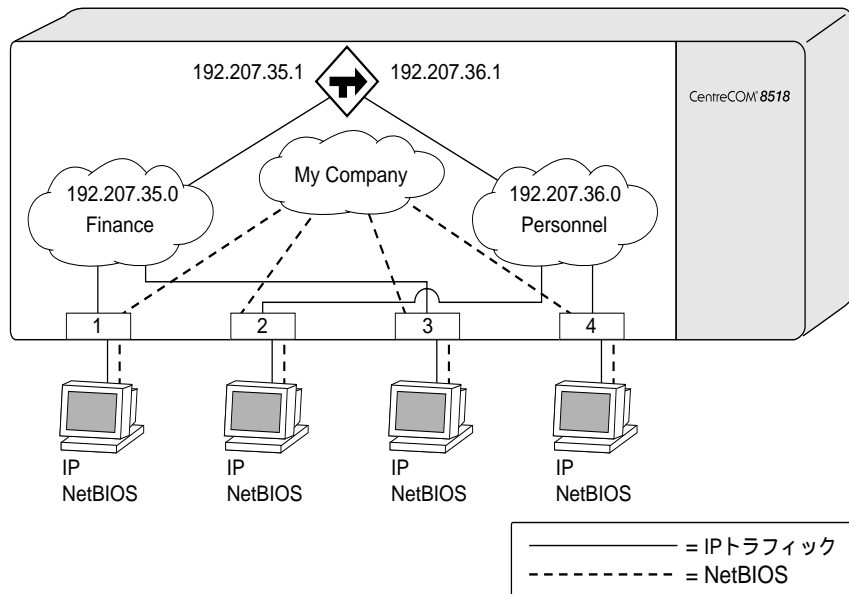 192.207.35.1
192.207.36.1
CentreCOM® 8518
My Company
192.207.35.0
Finance
192.207.36.0
Personnel
1
2
3
4
IP
NetBIOS
IP
NetBIOS
IP
NetBIOS
IP
NetBIOS
= IPトラフィック
= NetBIOS